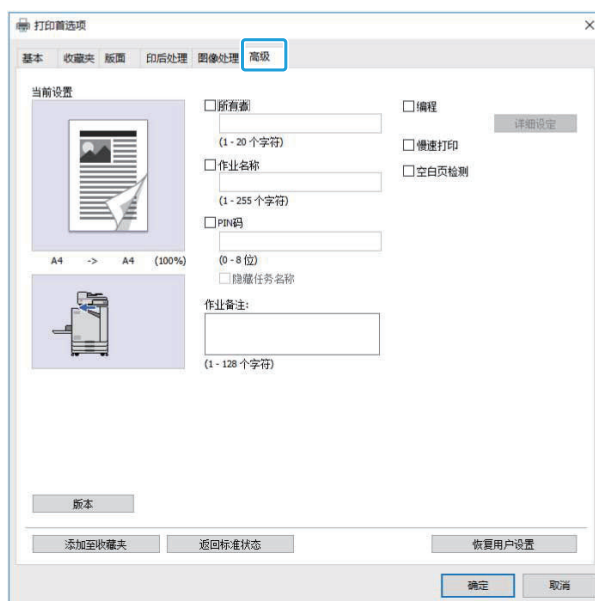 打印首选项
基本 收藏夹 版面 印后处理 图像处理 高级
当前设置
所有者
(1 - 20 个字符)
作业名称
(1 - 255 个字符)
PIN码
(0 - 8 位)
隐藏任务名称
作业备注:
(1 - 128 个字符)
编程
详细设定
慢速打印
空白页检测
A4 -> A4 (100%)
版本
添加至收藏夹 返回标准状态 恢复用户设置
确定 取消